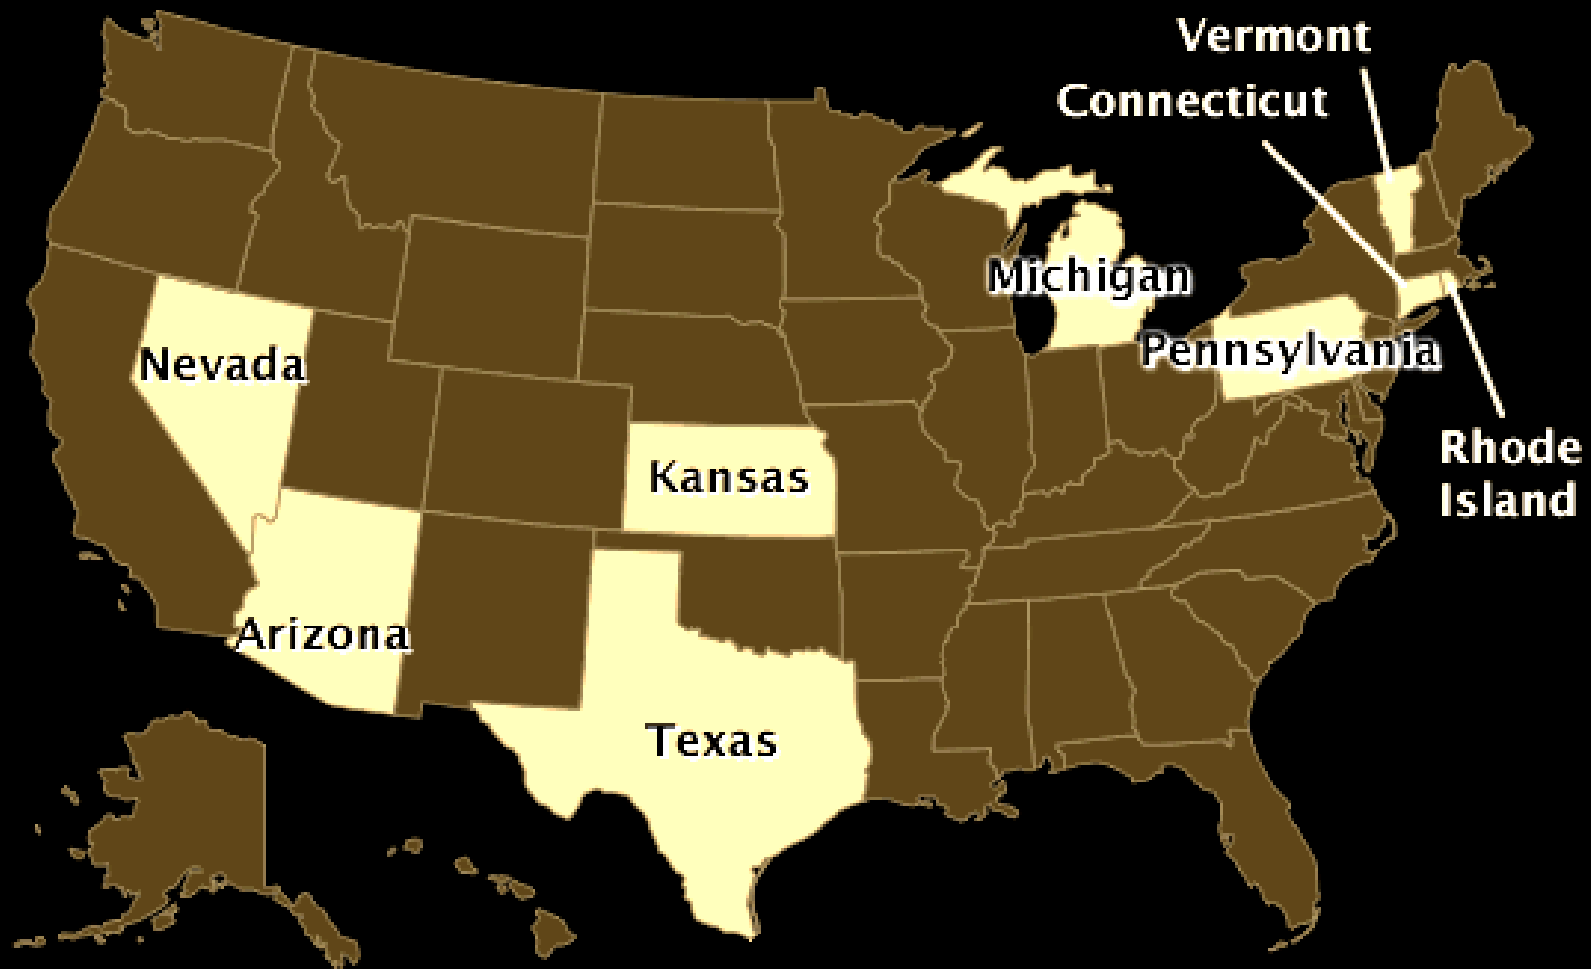 Vermont
Connecticut
Michigan
Nevada
Pennsylvania
Rhode
Island
Kansas
Arizona
Texas